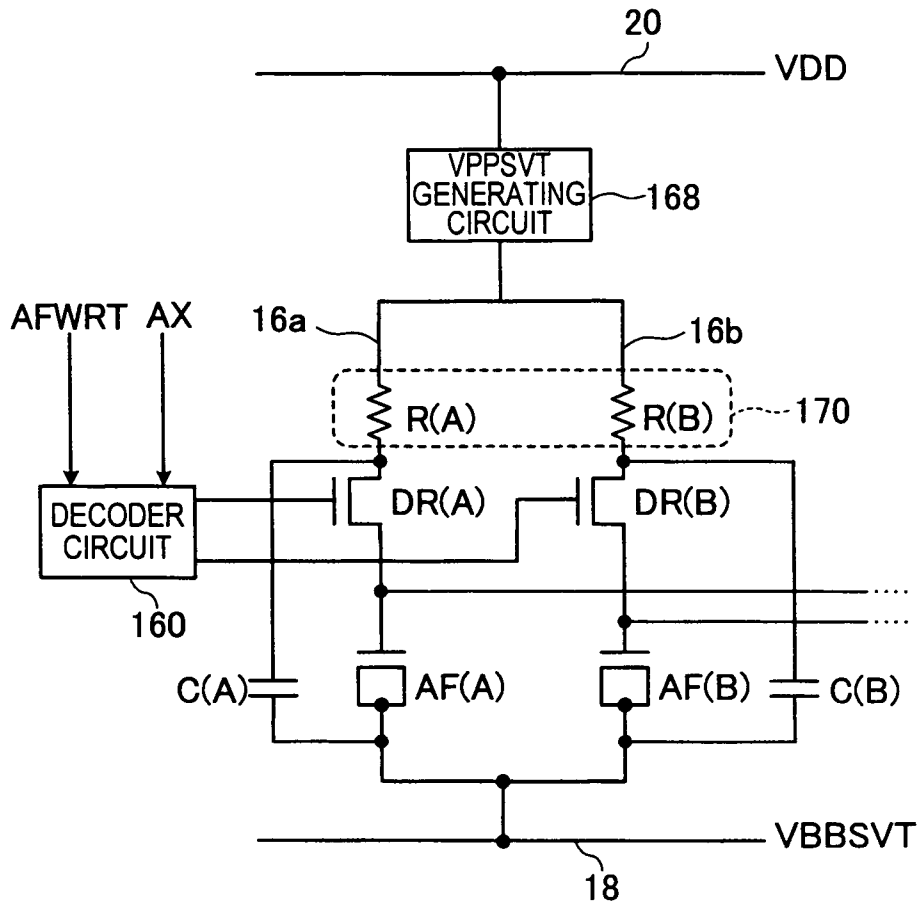 20
VDD
VPPSVT
GENERATING
CIRCUIT
168
AFWRT AX
16a
16b
R(A)
R(B)
170
DECODER
CIRCUIT
160
DR(A)
DR(B)
C(A)
AF(A)
AF(B)
C(B)
VBBSVT
18